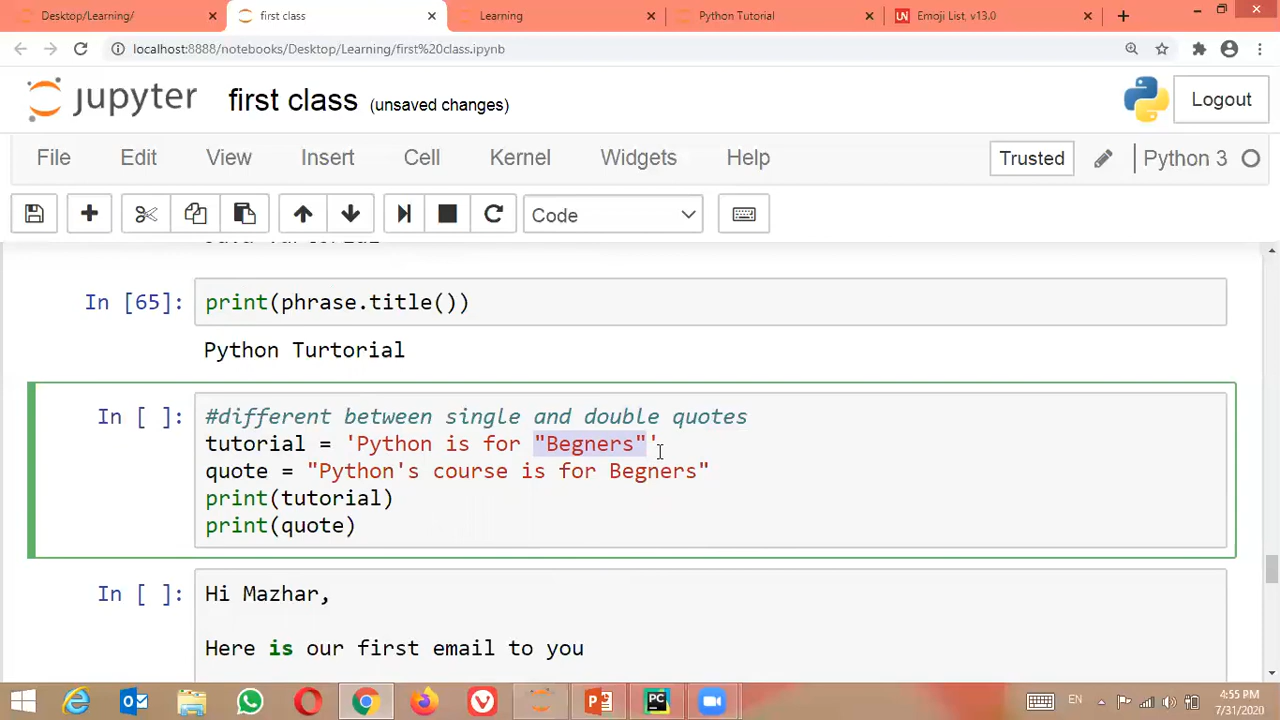 Desktop/Learning/
first class
Learning
Python Tutorial
UN Emoji List, v13.0
localhost:8888/notebooks/Desktop/Learning/first%20class.ipynb
jupyter first class (unsaved changes)
Logout
File Edit View Insert Cell Kernel Widgets Help
Trusted
Python 3
Code
In [65]: print(phrase.title())
Python Turtorial
In [ ]: #different between single and double quotes
tutorial = 'Python is for "Begners"'
quote = "Python's course is for Begners"
print(tutorial)
print(quote)
In [ ]: Hi Mazhar,
Here is our first email to you
EN
4:55 PM
7/31/2020